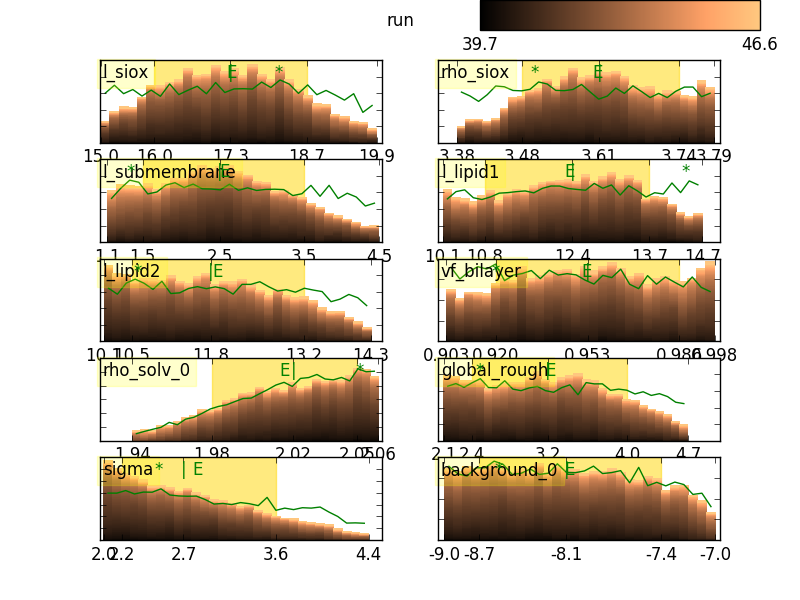 run
39.7 46.6
l_siox * E rho_siox * E
15.0 16.0 17.3 18.7 19.9 3.38 3.48 3.61 3.74 3.79
l_submembrane * E l_lipid1 E *
1.1 1.5 2.5 3.5 4.5 10.1 10.8 12.4 13.7 14.7
l_lipid2 * |E vf_bilayer * E
10.1 10.5 11.8 13.2 14.3 0.903 0.920 0.953 0.986 0.998
rho_solv_0 E| * global_rough * E
1.94 1.98 2.02 2.05 2.06 2.1 2.4 3.2 4.0 4.7
sigma * | E background_0 * E
2.0 2.2 2.7 3.6 4.4 -9.0 -8.7 -8.1 -7.4 -7.0